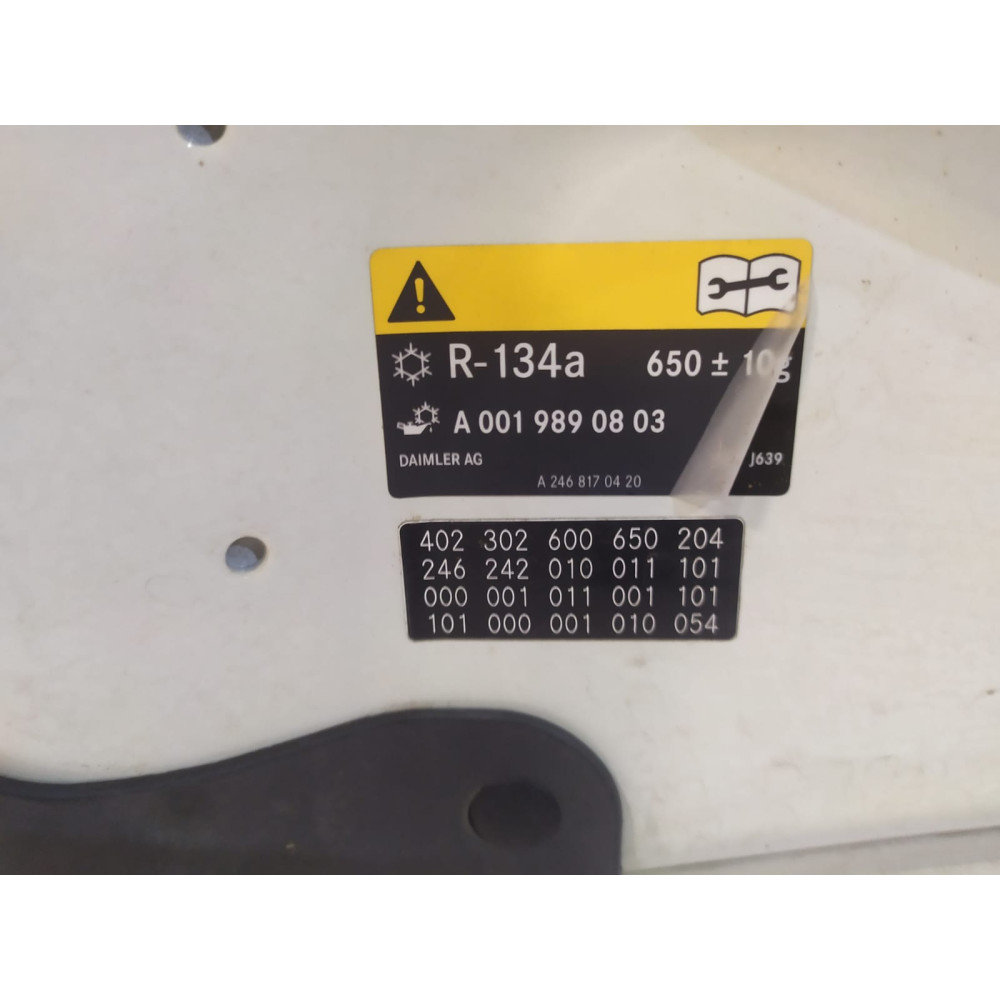 R-134a 650 ± 10g
A 001 989 08 03
DAIMLER AG J639
A 246 817 04 20
402 302 600 650 204
246 242 010 011 101
000 001 011 001 101
101 000 001 010 054